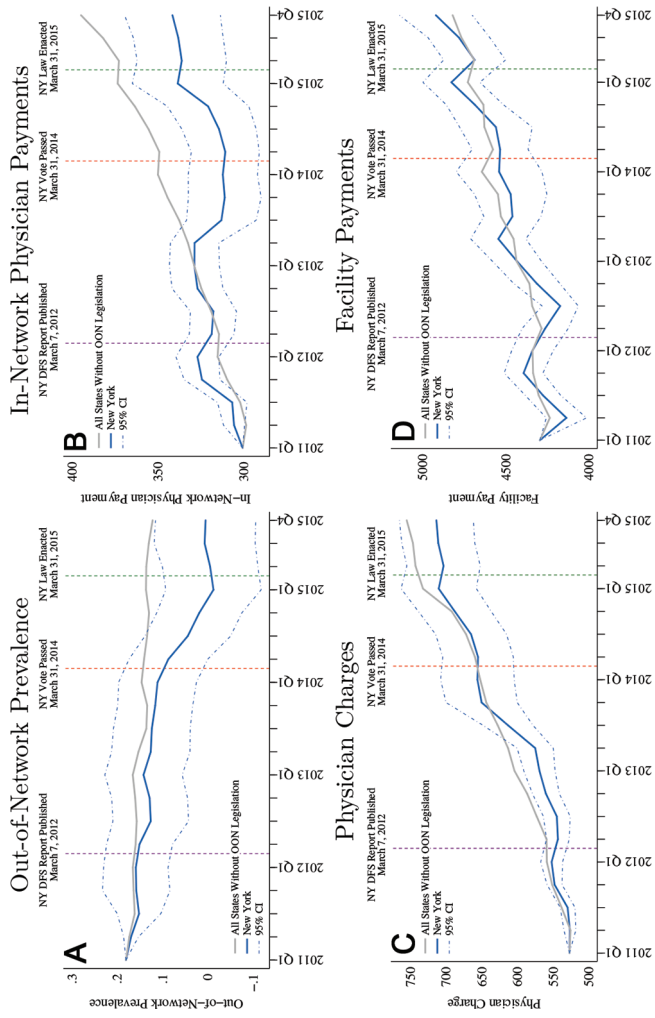 A
Out-of-Network Prevalence
NY DFS Report Published
March 7, 2012
NY Vote Passed
March 31, 2014
NY Law Enacted
March 31, 2015
Out–of–Network Prevalence
.3
.2
.1
0
-.1
All States Without OON Legislation
New York
95% CI
2011 Q1
2012 Q1
2013 Q1
2014 Q1
2015 Q1
2015 Q4
B
In-Network Physician Payments
NY DFS Report Published
March 7, 2012
NY Vote Passed
March 31, 2014
NY Law Enacted
March 31, 2015
In–Network Physician Payment
400
350
300
All States Without OON Legislation
New York
95% CI
2011 Q1
2012 Q1
2013 Q1
2014 Q1
2015 Q1
2015 Q4
C
Physician Charges
NY DFS Report Published
March 7, 2012
NY Vote Passed
March 31, 2014
NY Law Enacted
March 31, 2015
Physician Charge
750
700
650
600
550
500
All States Without OON Legislation
New York
95% CI
2011 Q1
2012 Q1
2013 Q1
2014 Q1
2015 Q1
2015 Q4
D
Facility Payments
NY DFS Report Published
March 7, 2012
NY Vote Passed
March 31, 2014
NY Law Enacted
March 31, 2015
Facility Payment
5000
4500
4000
All States Without OON Legislation
New York
95% CI
2011 Q1
2012 Q1
2013 Q1
2014 Q1
2015 Q1
2015 Q4